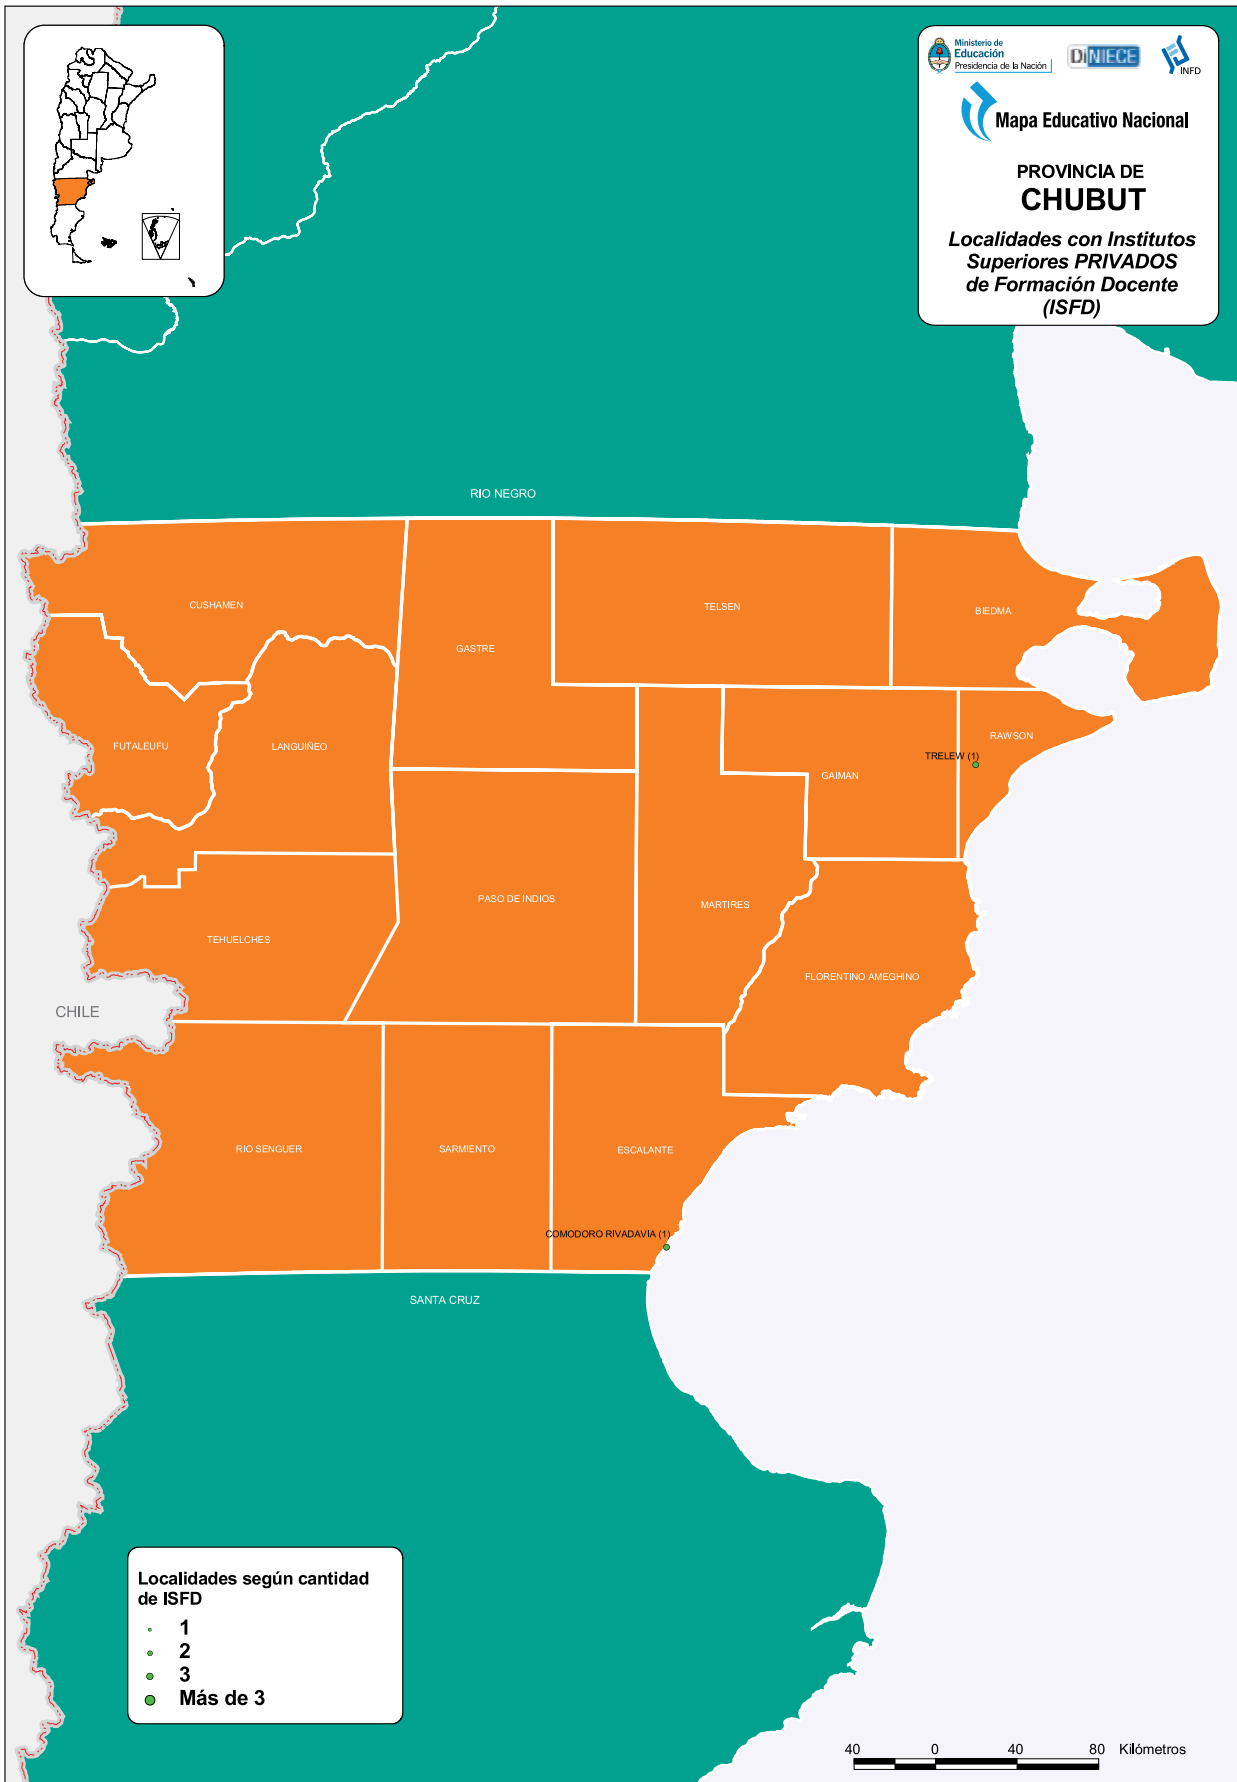 Ministerio de
Educación
Presidencia de la Nación
DiNIECE
INFD
Mapa Educativo Nacional
PROVINCIA DE
CHUBUT
Localidades con Institutos
Superiores PRIVADOS
de Formación Docente
(ISFD)
RIO NEGRO
CUSHAMEN
TELSEN
BIEDMA
GASTRE
FUTALEUFU
LANGUIÑEO
RAWSON
TRELEW (1)
GAIMAN
PASO DE INDIOS
MARTIRES
TEHUELCHES
FLORENTINO AMEGHINO
CHILE
RIO SENGUER
SARMIENTO
ESCALANTE
COMODORO RIVADAVIA (1)
SANTA CRUZ
Localidades según cantidad
de ISFD
1
2
3
Más de 3
40 0 40 80 Kilómetros